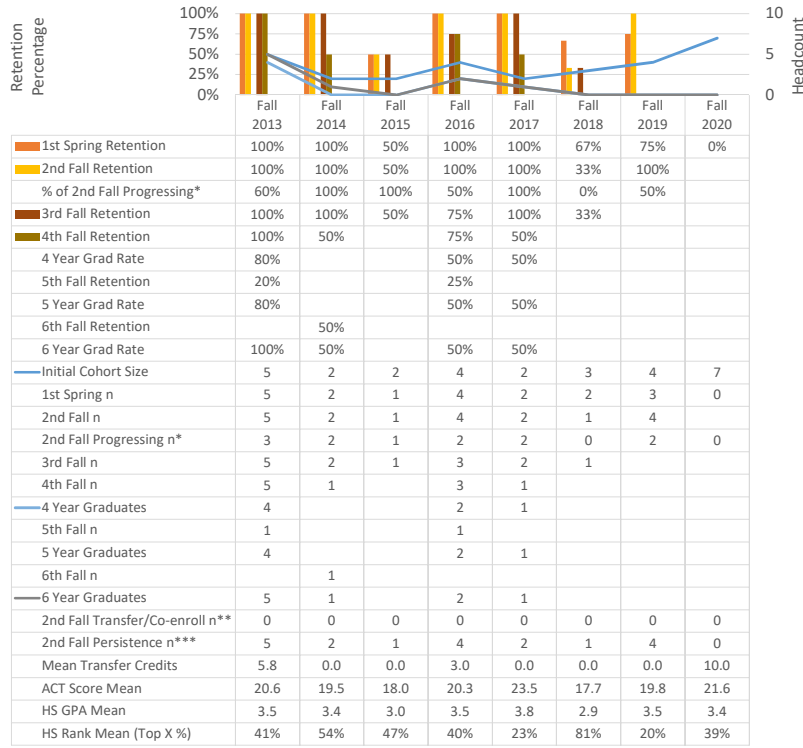 100%
75%
50%
25%
0%
Retention
Percentage
10
5
0
Headcount
Fall 2013 Fall 2014 Fall 2015 Fall 2016 Fall 2017 Fall 2018 Fall 2019 Fall 2020
1st Spring Retention 100% 100% 50% 100% 100% 67% 75% 0%
2nd Fall Retention 100% 100% 50% 100% 100% 33% 100%
% of 2nd Fall Progressing* 60% 100% 100% 50% 100% 0% 50%
3rd Fall Retention 100% 100% 50% 75% 100% 33%
4th Fall Retention 100% 50% 75% 50%
4 Year Grad Rate 80% 50% 50%
5th Fall Retention 20% 25%
5 Year Grad Rate 80% 50% 50%
6th Fall Retention 50%
6 Year Grad Rate 100% 50% 50% 50%
Initial Cohort Size 5 2 2 4 2 3 4 7
1st Spring n 5 2 1 4 2 2 3 0
2nd Fall n 5 2 1 4 2 1 4
2nd Fall Progressing n* 3 2 1 2 2 0 2 0
3rd Fall n 5 2 1 3 2 1
4th Fall n 5 1 3 1
4 Year Graduates 4 2 1
5th Fall n 1 1
5 Year Graduates 4 2 1
6th Fall n 1
6 Year Graduates 5 1 2 1
2nd Fall Transfer/Co-enroll n** 0 0 0 0 0 0 0 0
2nd Fall Persistence n*** 5 2 1 4 2 1 4 0
Mean Transfer Credits 5.8 0.0 0.0 3.0 0.0 0.0 0.0 10.0
ACT Score Mean 20.6 19.5 18.0 20.3 23.5 17.7 19.8 21.6
HS GPA Mean 3.5 3.4 3.0 3.5 3.8 2.9 3.5 3.4
HS Rank Mean (Top X %) 41% 54% 47% 40% 23% 81% 20% 39%